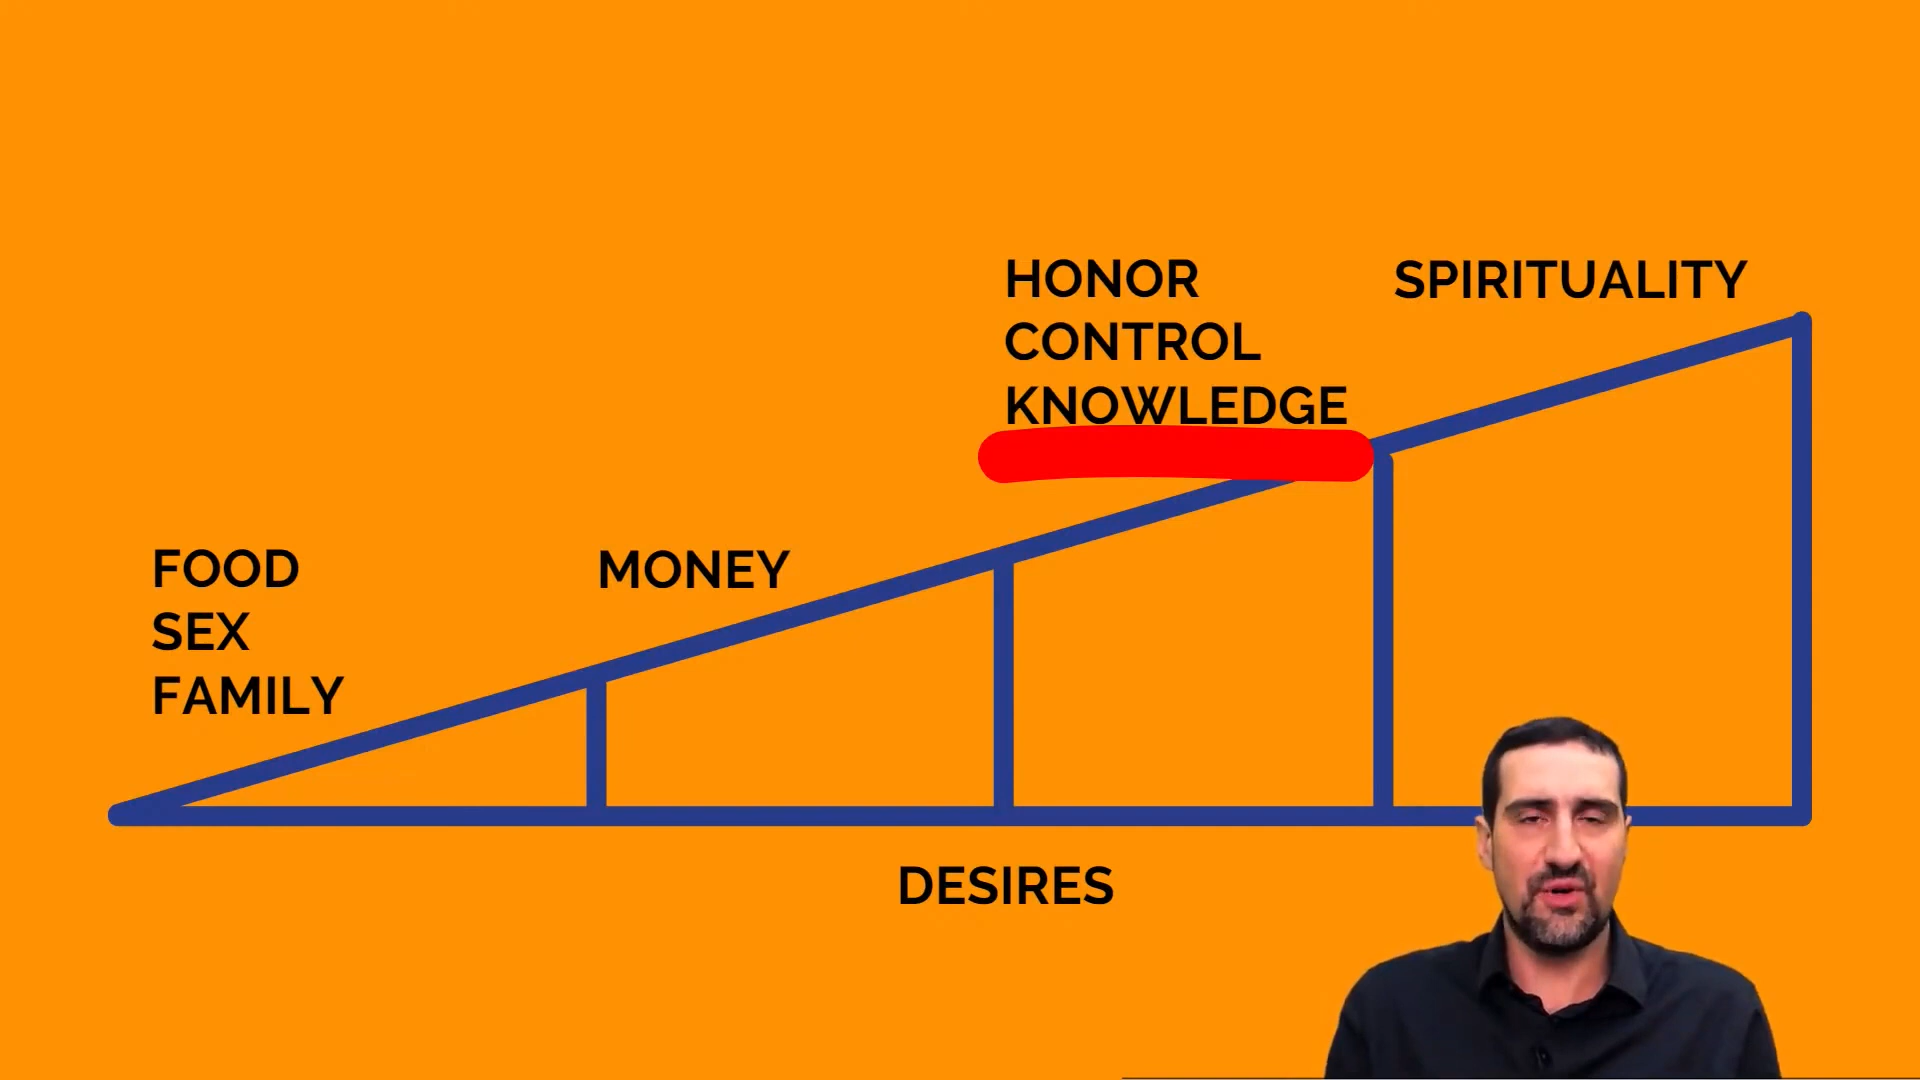 HONOR
CONTROL
KNOWLEDGE
SPIRITUALITY
FOOD
SEX
FAMILY
MONEY
DESIRES